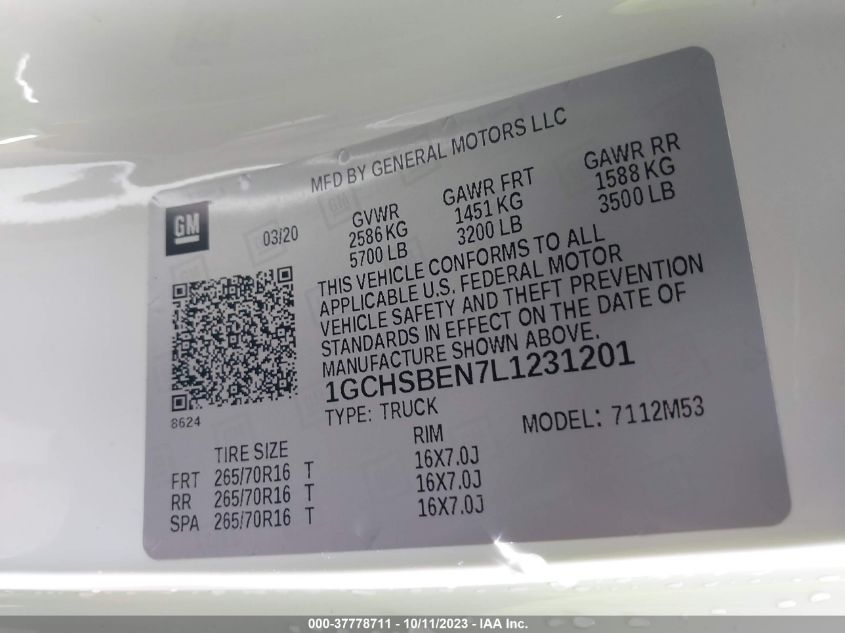 MFD BY GENERAL MOTORS LLC
GM
03/20
GVWR GAWR FRT GAWR RR
2586 KG 1451 KG 1588 KG
5700 LB 3200 LB 3500 LB
THIS VEHICLE CONFORMS TO ALL
APPLICABLE U.S. FEDERAL MOTOR
VEHICLE SAFETY AND THEFT PREVENTION
STANDARDS IN EFFECT ON THE DATE OF
MANUFACTURE SHOWN ABOVE.
1GCHSBEN7L1231201
8624
TYPE: TRUCK MODEL: 7112M53
TIRE SIZE RIM
FRT 265/70R16 T 16X7.0J
RR 265/70R16 T 16X7.0J
SPA 265/70R16 T 16X7.0J
000-37778711 - 10/11/2023 - IAA Inc.